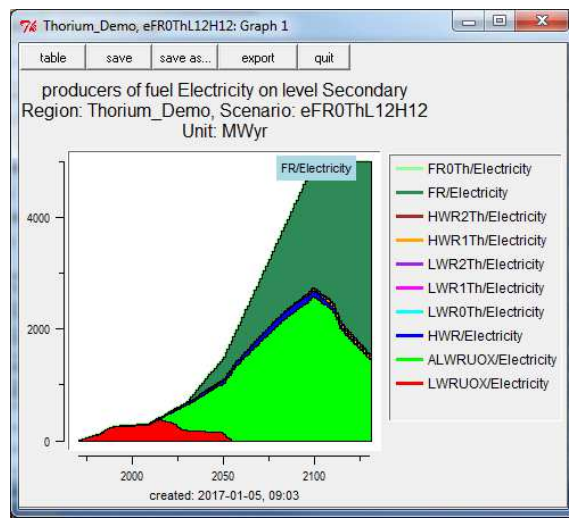 Thorium_Demo, eFR0ThL12H12: Graph 1
table save save as... export quit
producers of fuel Electricity on level Secondary
Region: Thorium_Demo, Scenario: eFR0ThL12H12
Unit: MWyr
FR/Electricity
4000
2000
0
2000 2050 2100
created: 2017-01-05, 09:03
FR0Th/Electricity
FR/Electricity
HWR2Th/Electricity
HWR1Th/Electricity
LWR2Th/Electricity
LWR1Th/Electricity
LWR0Th/Electricity
HWR/Electricity
ALWRUOX/Electricity
LWRUOX/Electricity